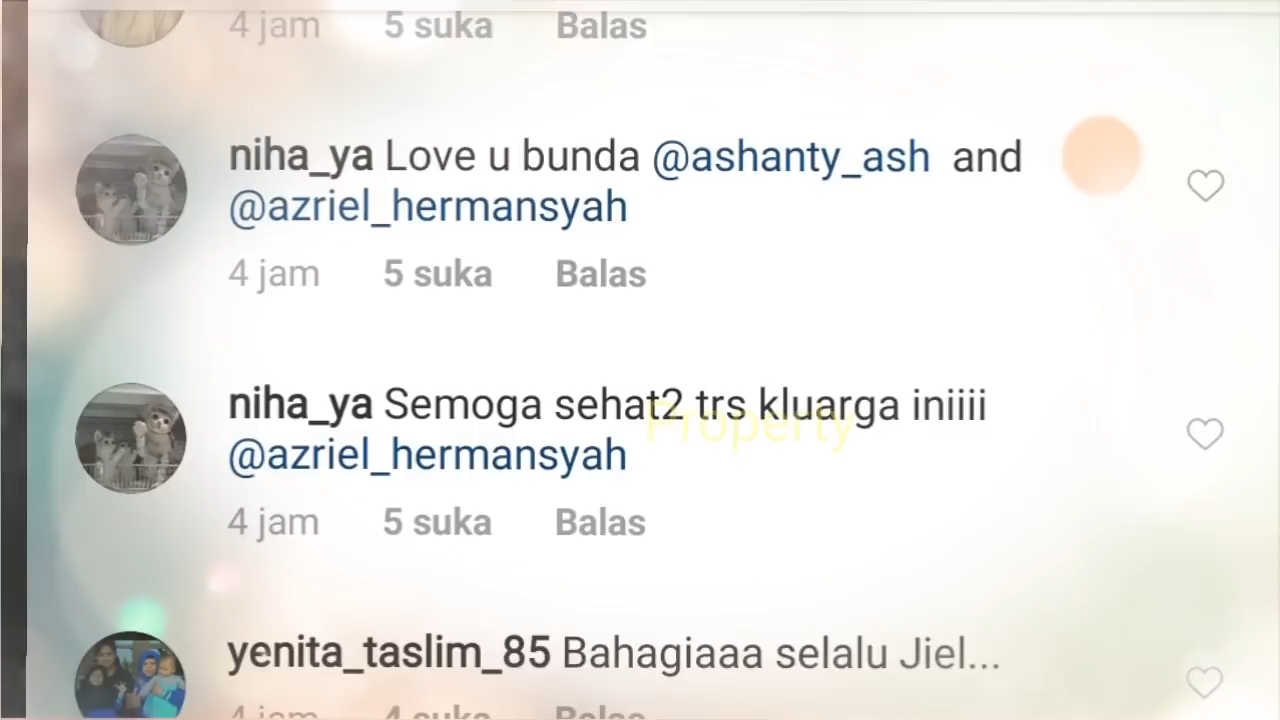 4 jam 5 suka Balas
niha_ya Love u bunda @ashanty_ash and
@azriel_hermansyah
4 jam 5 suka Balas
niha_ya Semoga sehat2 trs kluarga iniiii
@azriel_hermansyah
Property
4 jam 5 suka Balas
yenita_taslim_85 Bahagiaaa selalu Jiel...
4 jam 4 suka Balas